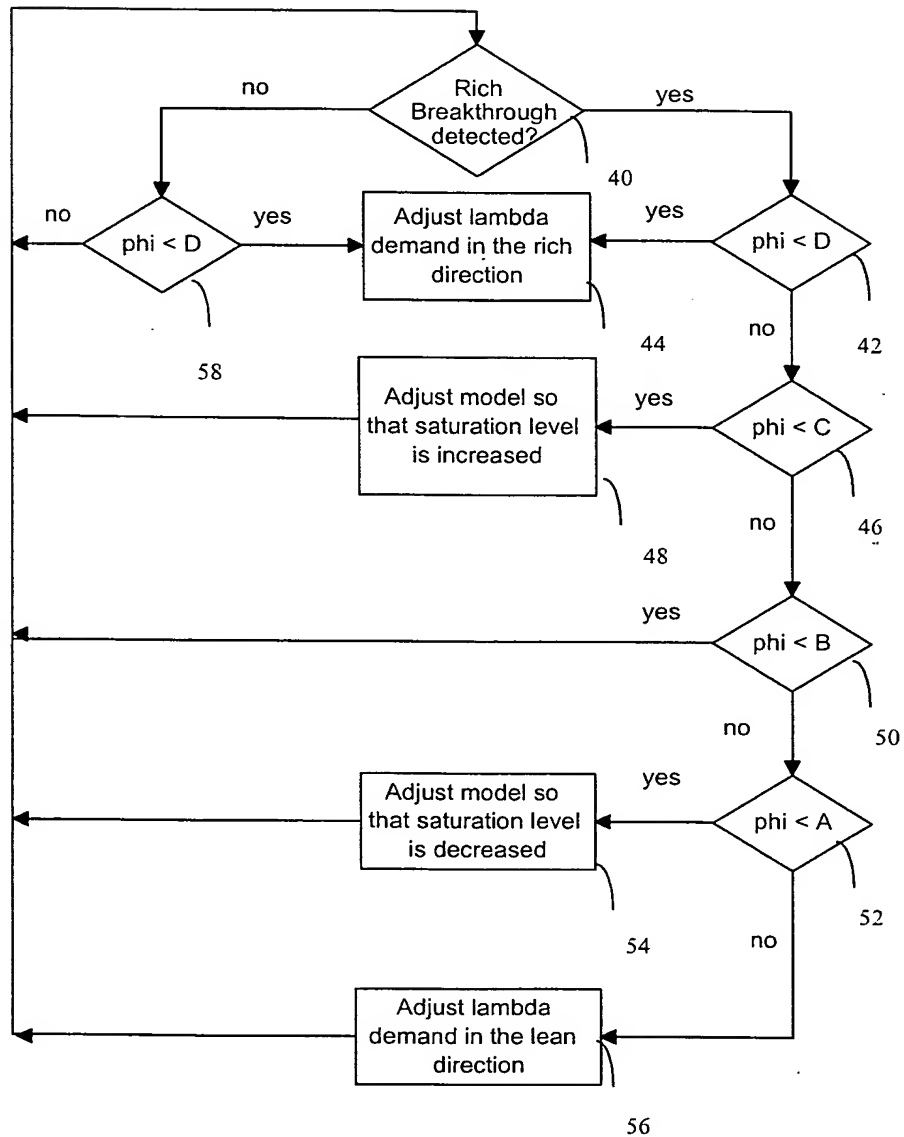 Rich
Breakthrough
detected?
no
yes
40
no
phi < D
yes
Adjust lambda
demand in the rich
direction
yes
phi < D
58
44
no
42
Adjust model so
that saturation level
is increased
yes
phi < C
48
no
46
yes
phi < B
no
50
Adjust model so
that saturation level
is decreased
yes
phi < A
54
no
52
Adjust lambda
demand in the lean
direction
56